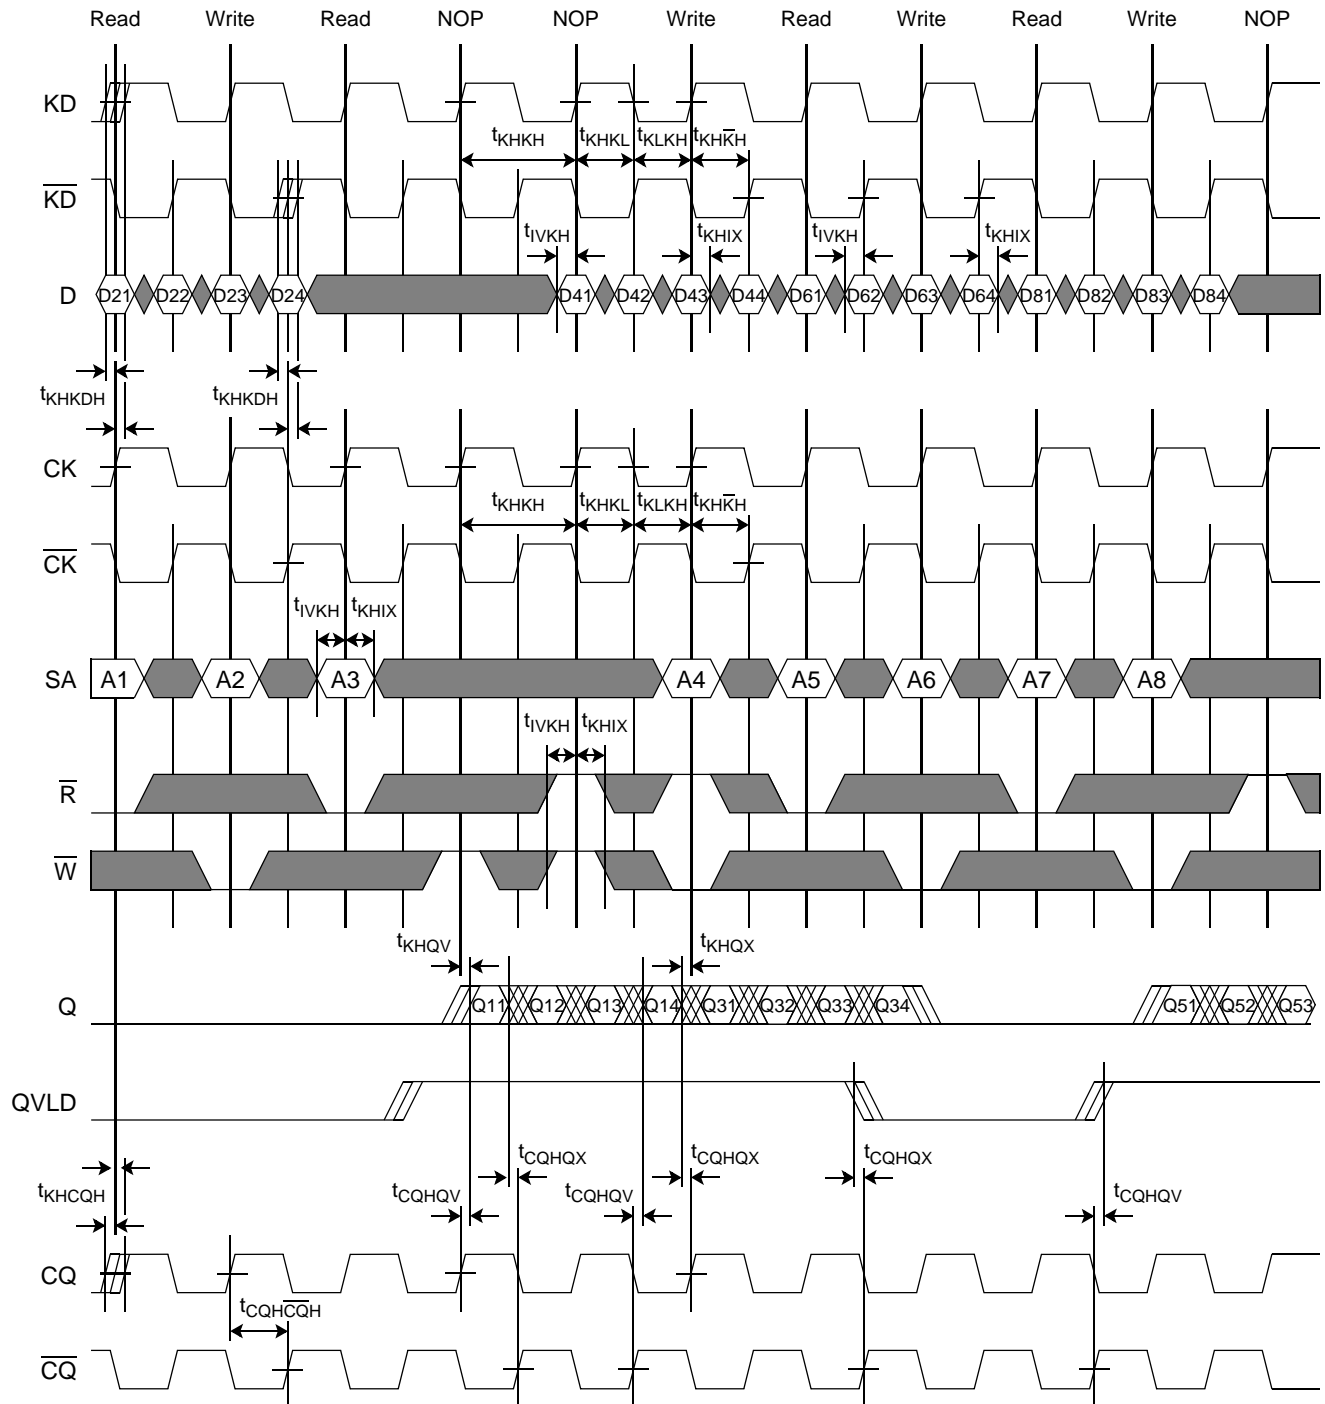 Read Write Read NOP NOP Write Read Write Read Write NOP
KD
tKHKH tKHKL tKLKH tKHK̅H
K̅D̅
tIVKH tKHIX tIVKH tKHIX
D D21 D22 D23 D24 D41 D42 D43 D44 D61 D62 D63 D64 D81 D82 D83 D84
tKHKDH tKHKDH
CK
tKHKH tKHKL tKLKH tKHK̅H
C̅K̅
tIVKH tKHIX
SA A1 A2 A3 A4 A5 A6 A7 A8
tIVKH tKHIX
R̅
W̅
tKHQV tKHQX
Q Q11 Q12 Q13 Q14 Q31 Q32 Q33 Q34 Q51 Q52 Q53
QVLD
tCQHQX tCQHQX tCQHQX
tKHCQH tCQHQV tCQHQV tCQHQV
CQ
tCQHC̅Q̅H
C̅Q̅